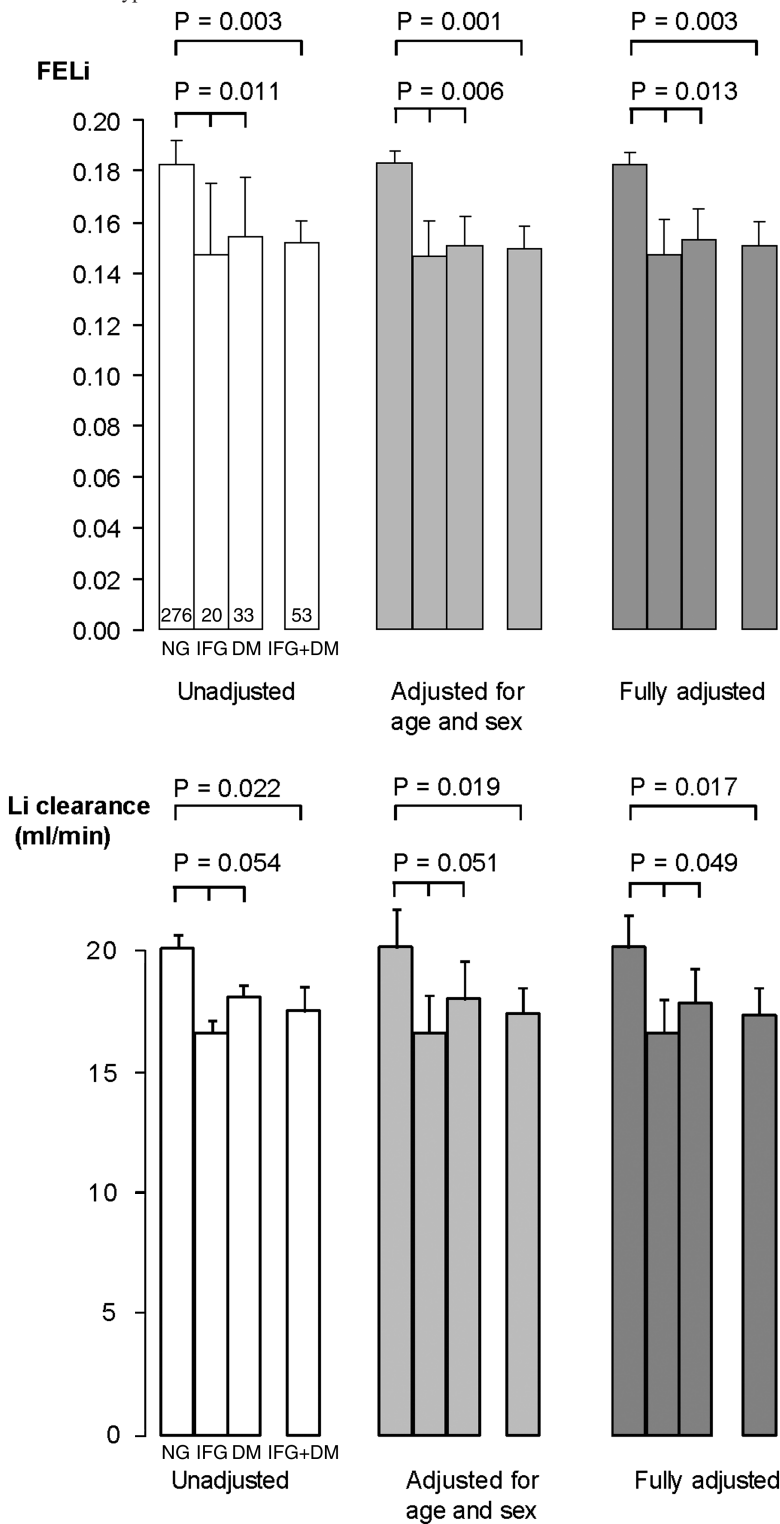 P = 0.003 P = 0.001 P = 0.003
FELi
P = 0.011 P = 0.006 P = 0.013
0.20
0.18
0.16
0.14
0.12
0.10
0.08
0.06
0.04
0.02
276 20 33 53
0.00
NG IFG DM IFG+DM
Unadjusted Adjusted for age and sex Fully adjusted
P = 0.022 P = 0.019 P = 0.017
Li clearance
(ml/min)
P = 0.054 P = 0.051 P = 0.049
20
15
10
5
0
NG IFG DM IFG+DM
Unadjusted Adjusted for age and sex Fully adjusted